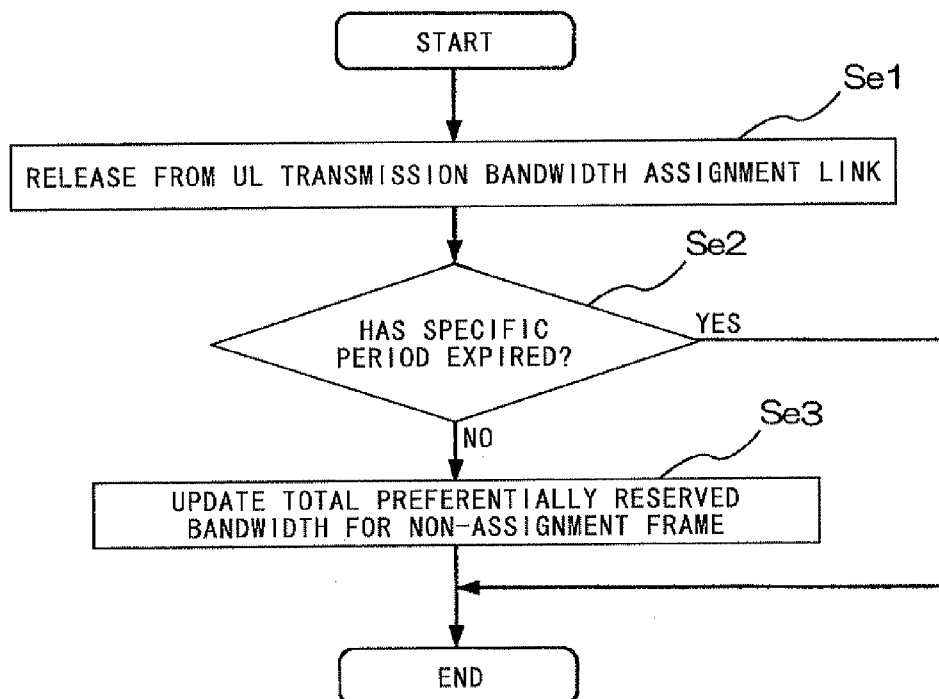 START
Se1
RELEASE FROM UL TRANSMISSION BANDWIDTH ASSIGNMENT LINK
Se2
HAS SPECIFIC
PERIOD EXPIRED?
YES
NO
Se3
UPDATE TOTAL PREFERENTIALLY RESERVED
BANDWIDTH FOR NON-ASSIGNMENT FRAME
END